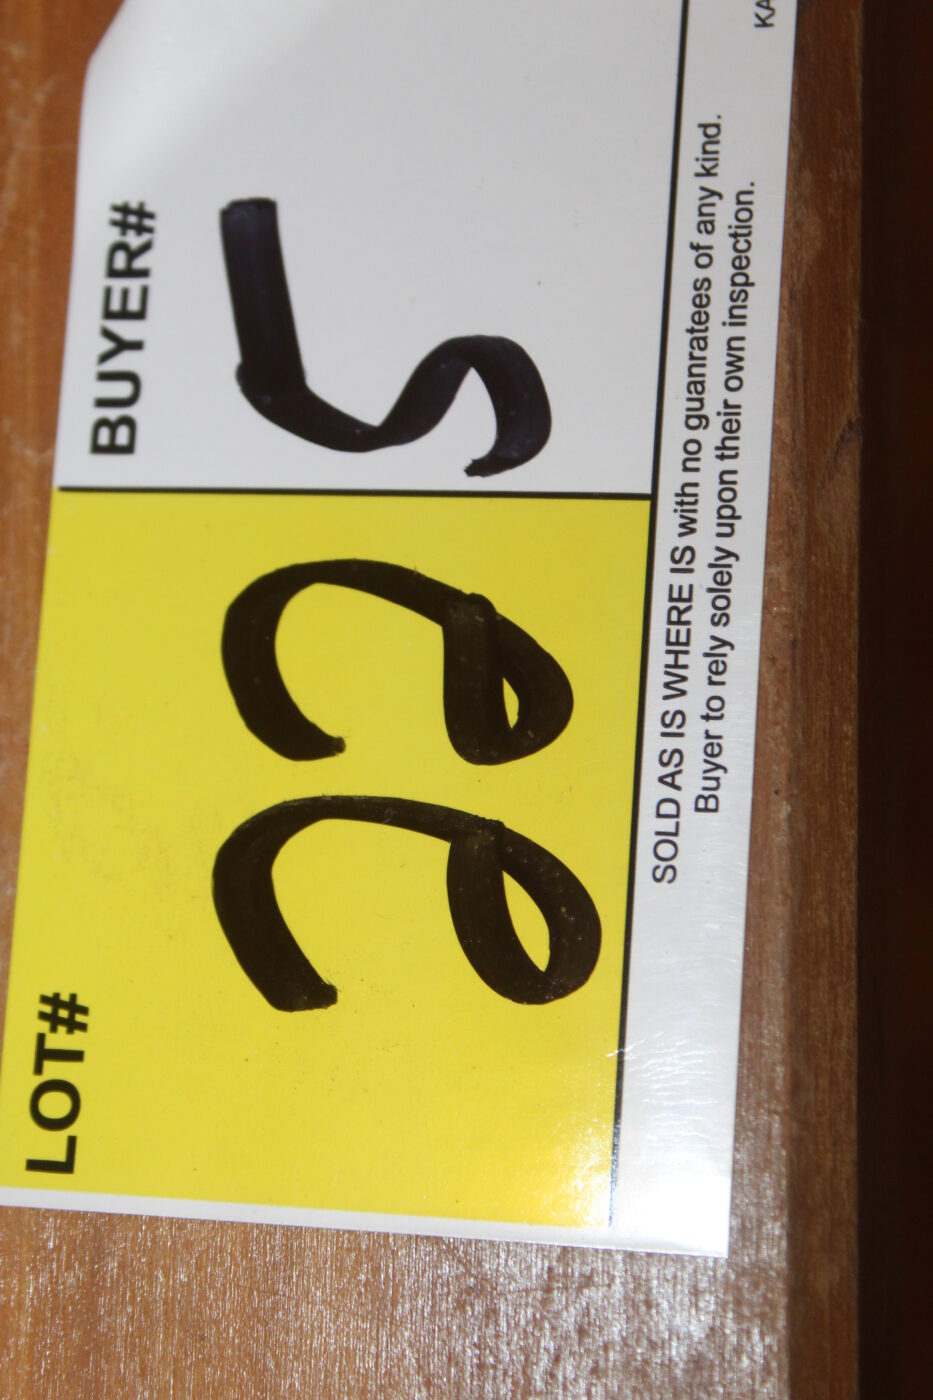 LOT# BUYER#
22 5
SOLD AS IS WHERE IS with no guanratees of any kind.
Buyer to rely solely upon their own inspection.